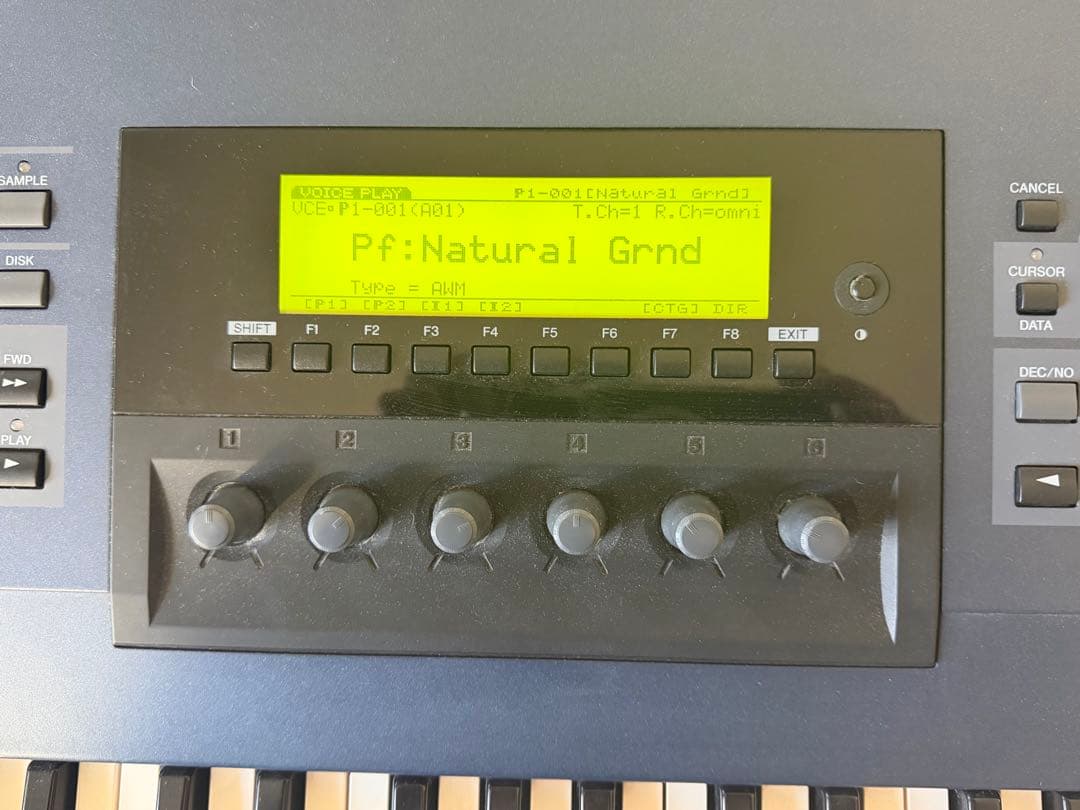 SAMPLE
DISK
FWD
PLAY
VOICE PLAY P1-001[Natural Grnd]
VCE P1-001(A01) T.Ch=1 R.Ch=omni
Pf:Natural Grnd
Type = AWM
[P1] [P2] [I1] [I2] [CTG] DIR
SHIFT F1 F2 F3 F4 F5 F6 F7 F8 EXIT
1 2 3 4 5 6
CANCEL
CURSOR
DATA
DEC/NO